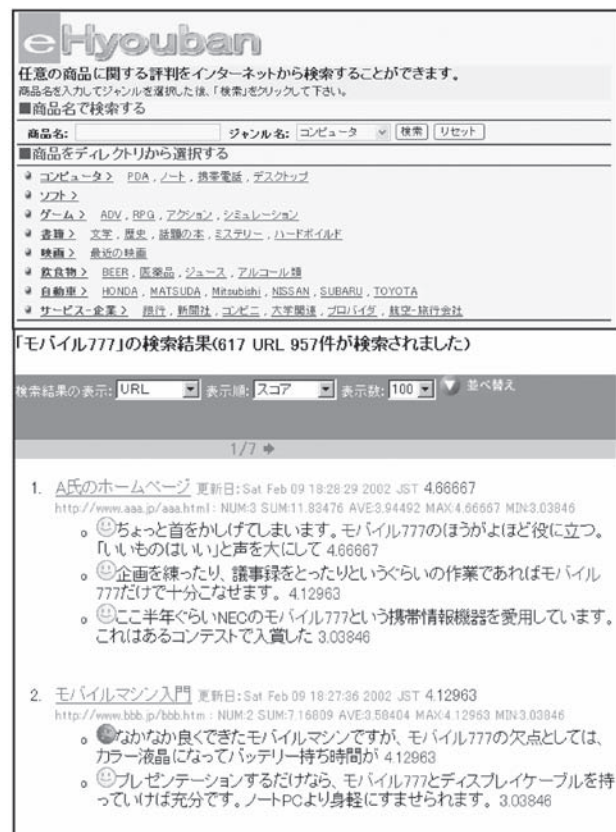 eHyouban
任意の商品に関する評判をインターネットから検索することができます。
商品名を入力してジャンルを選択した後、「検索」をクリックして下さい。
■商品名で検索する
商品名: ジャンル名: コンピュータ 検索 リセット
■商品をディレクトリから選択する
コンピュータ> PDA , ノート , 携帯電話 , デスクトップ
ソフト>
ゲーム> ADV , RPG , アクション , シミュレーション
書籍> 文学 , 歴史 , 話題の本 , ミステリー , ハードボイルド
映画> 最近の映画
飲食物> BEER , 医薬品 , ジュース , アルコール類
自動車> HONDA , MATSUDA , Mitsubishi , NISSAN , SUBARU , TOYOTA
サービス-企業> 銀行 , 新聞社 , コンビニ , 大学関連 , プロバイダ , 航空-旅行会社
「モバイル777」の検索結果(617 URL 957件が検索されました)
検索結果の表示: URL 表示順: スコア 表示数: 100 並べ替え
1/7
1. A氏のホームページ 更新日: Sat Feb 09 18:28:29 2002 JST 4.66667
http://www.aaa.jp/aaa.html : NUM:3 SUM:11.83476 AVE:3.94492 MAX:4.66667 MIN:3.03846
ちょっと首をかしげてしまいます。モバイル777のほうがよほど役に立つ。
「いいものはいい」と声を大にして 4.66667
企画を練ったり、議事録をとったりというぐらいの作業であればモバイル
777だけで十分こなせます。 4.12963
ここ半年ぐらいNECのモバイル777という携帯情報機器を愛用しています。
これはあるコンテストで入賞した 3.03846
2. モバイルマシン入門 更新日: Sat Feb 09 18:27:36 2002 JST 4.12963
http://www.bbb.jp/bbb.htm : NUM:2 SUM:7.16809 AVE:3.58404 MAX:4.12963 MIN:3.03846
なかなか良くできたモバイルマシンですが、モバイル777の欠点としては、
カラー液晶になってバッテリー持ち時間が 4.12963
プレゼンテーションするだけなら、モバイル777とディスプレイケーブルを持
っていけば充分です。ノートPCより身軽にすませられます。 3.03846